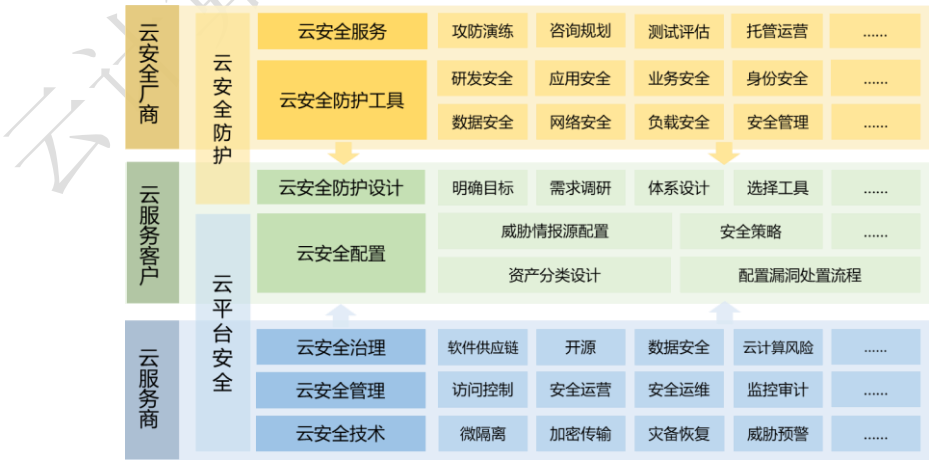 云安全厂商
云安全防护
云安全服务 攻防演练 咨询规划 测试评估 托管运营 ......
云安全防护工具
研发安全 应用安全 业务安全 身份安全 ......
数据安全 网络安全 负载安全 安全管理 ......
云服务客户
云安全防护设计 明确目标 需求调研 体系设计 选择工具 ......
云安全配置
威胁情报源配置 安全策略 ......
资产分类设计 配置漏洞处置流程
云平台安全
云服务商
云安全治理 软件供应链 开源 数据安全 云计算风险 ......
云安全管理 访问控制 安全运营 安全运维 监控审计 ......
云安全技术 微隔离 加密传输 灾备恢复 威胁预警 ......
云计